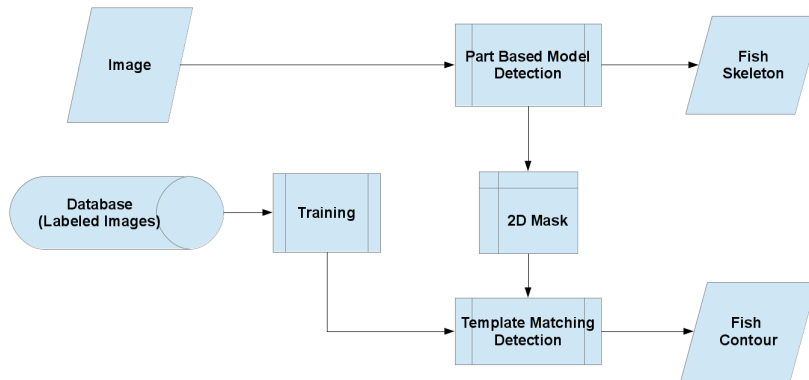 Image
Part Based Model
Detection
Fish
Skeleton
Database
(Labeled Images)
Training
2D Mask
Template Matching
Detection
Fish
Contour